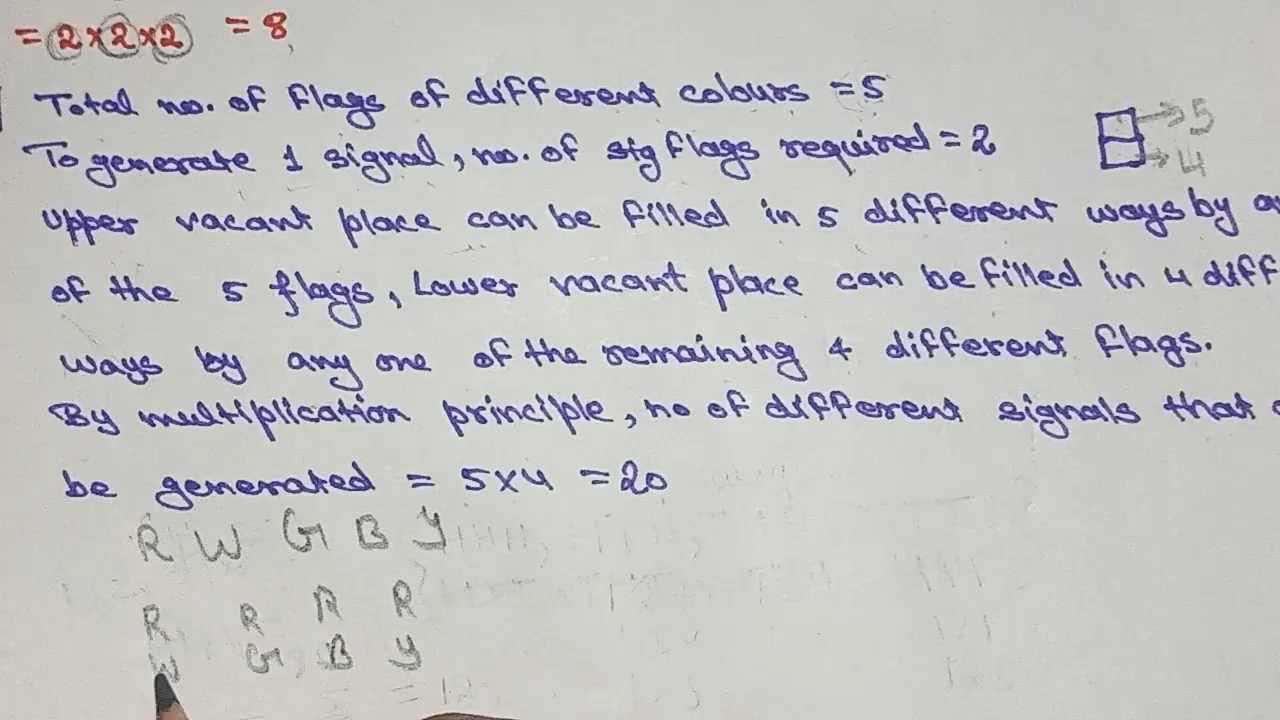 = 2×2×2 = 8
Total no. of flags of different colours = 5
To generate 1 signal, no. of sig flags required = 2
→ 5
→ 4
Upper vacant place can be filled in 5 different ways by
of the 5 flags, Lower vacant place can be filled in 4 diff
ways by any one of the remaining 4 different flags.
By multiplication principle, no of different signals that
be generated = 5×4 = 20
R W G B Y
R R R R
W G B Y